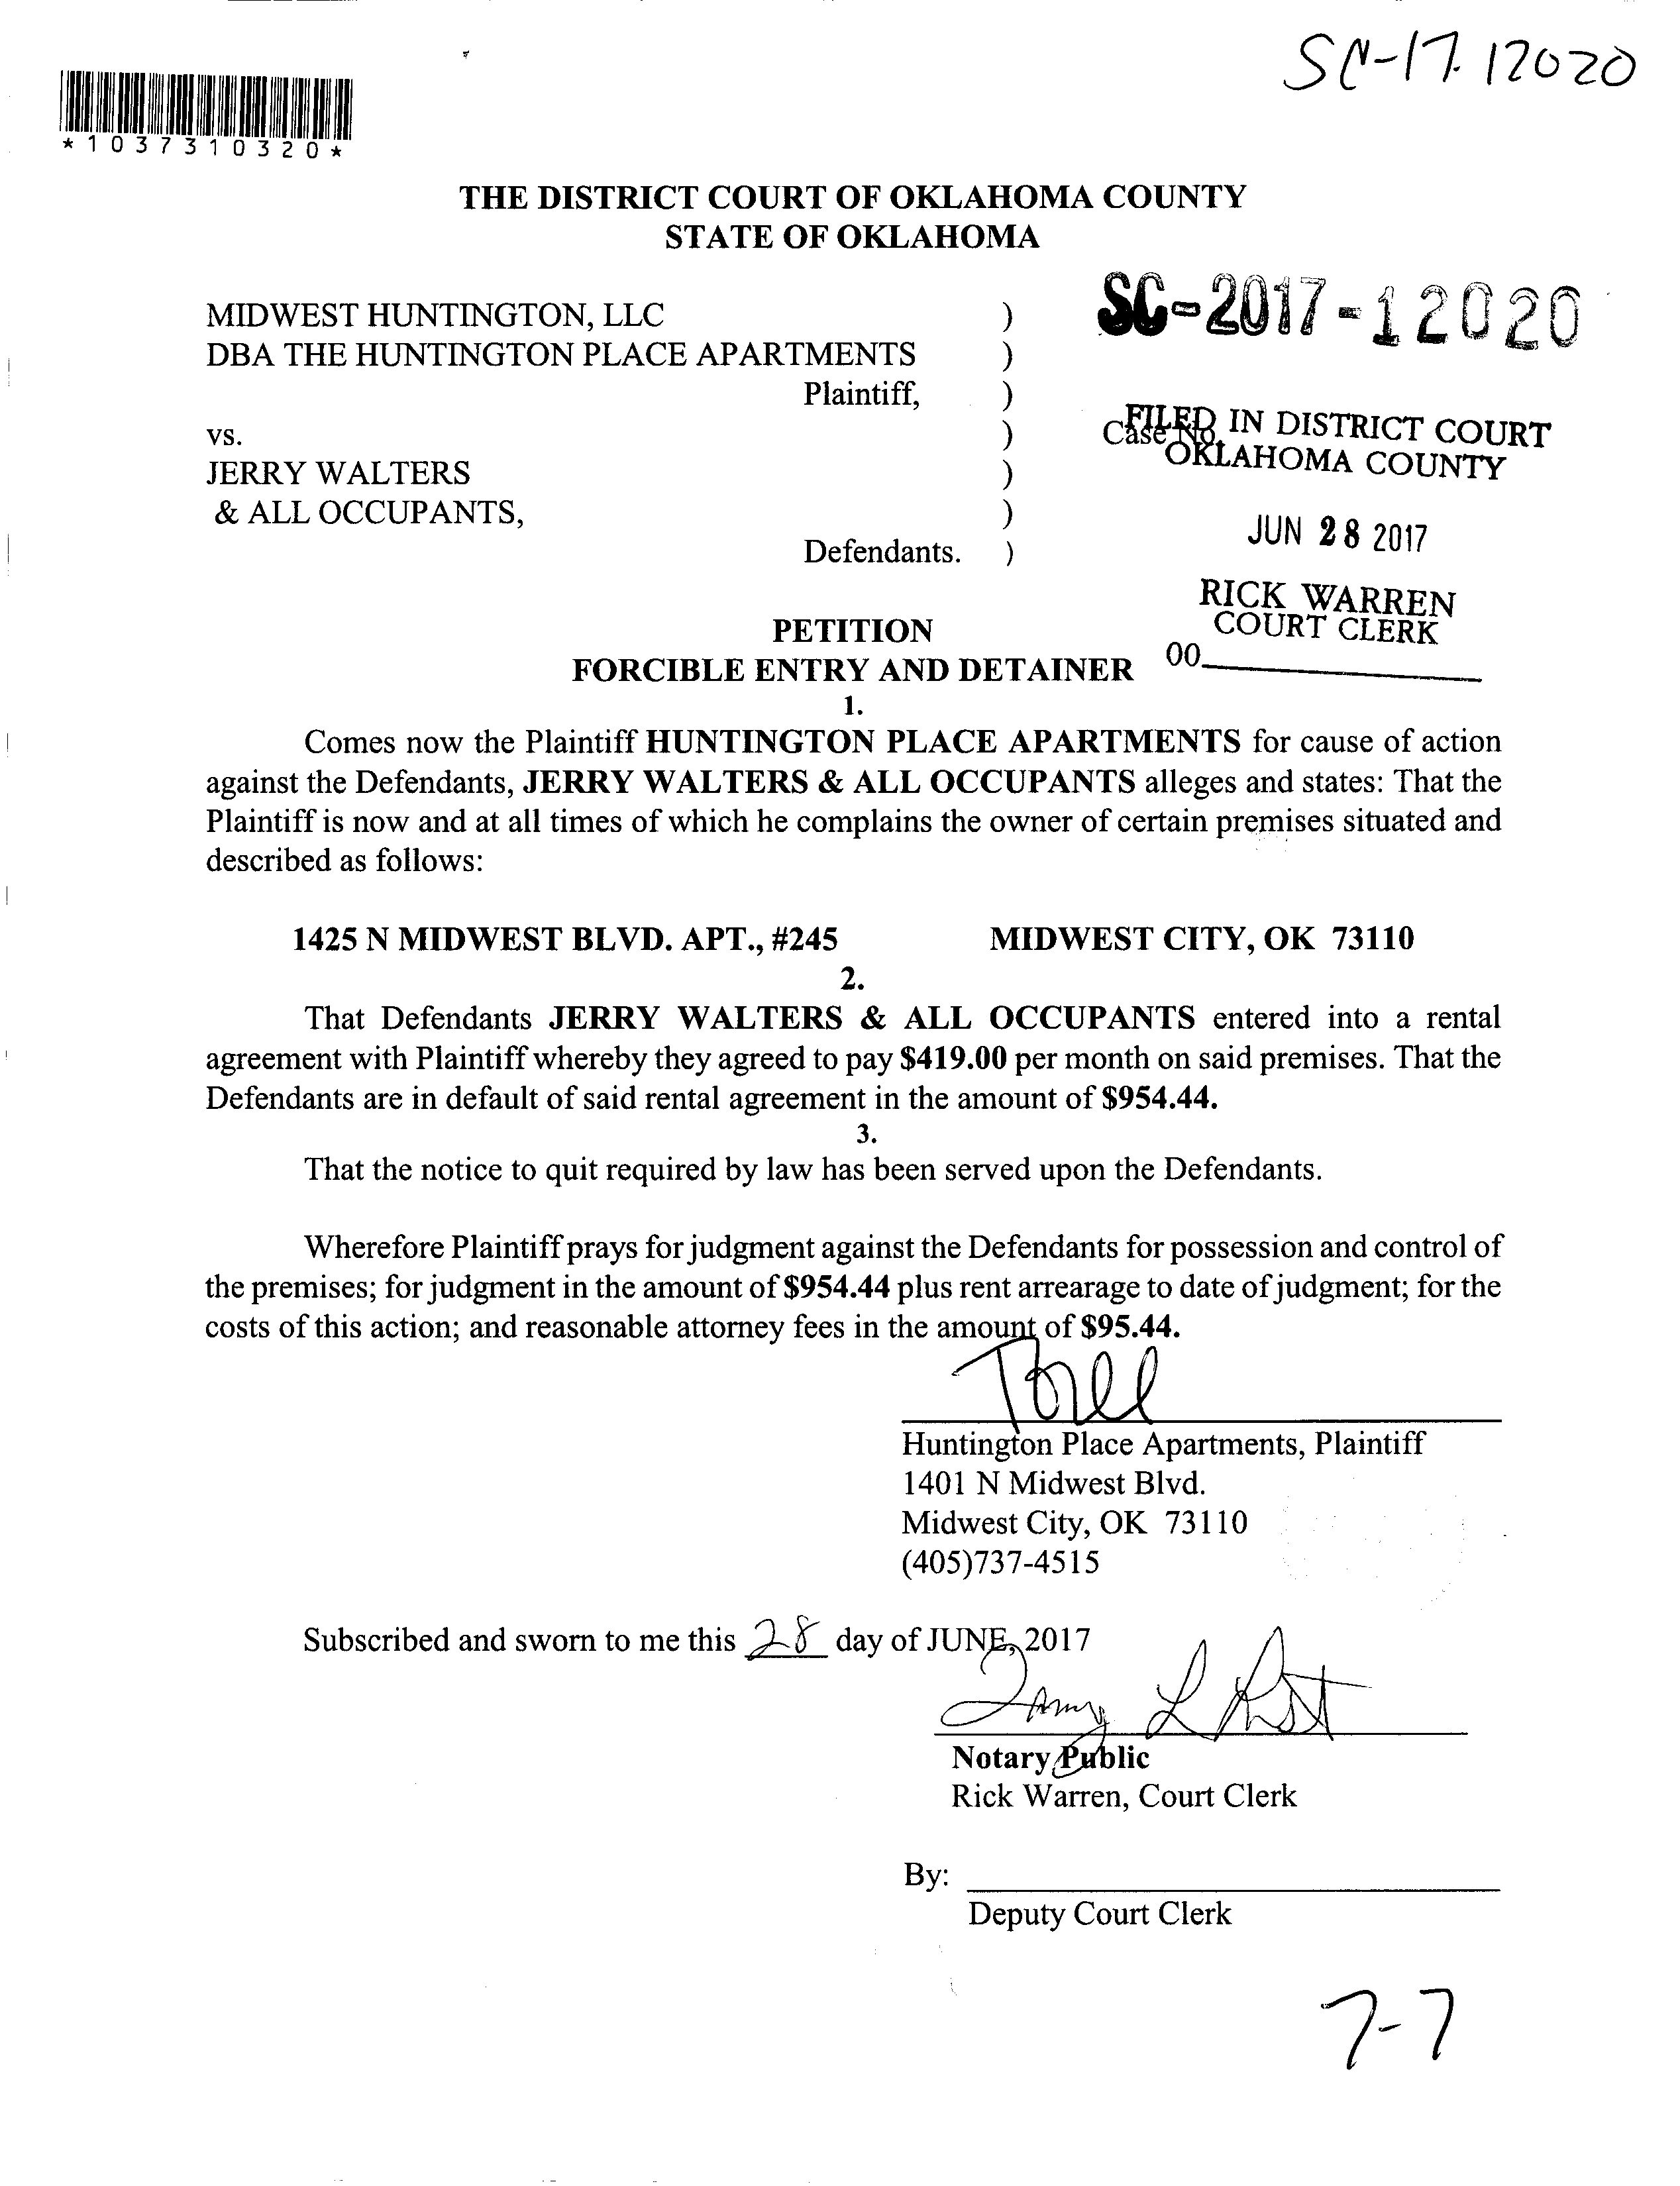 SC-17-12020
*1037310320*
THE DISTRICT COURT OF OKLAHOMA COUNTY
STATE OF OKLAHOMA
MIDWEST HUNTINGTON, LLC )
DBA THE HUNTINGTON PLACE APARTMENTS )
Plaintiff, )
vs. )
JERRY WALTERS )
& ALL OCCUPANTS, )
Defendants. )
SC-2017-12020
Case No.
FILED IN DISTRICT COURT
OKLAHOMA COUNTY
JUN 28 2017
RICK WARREN
COURT CLERK
00
PETITION
FORCIBLE ENTRY AND DETAINER
1.
Comes now the Plaintiff HUNTINGTON PLACE APARTMENTS for cause of action
against the Defendants, JERRY WALTERS & ALL OCCUPANTS alleges and states: That the
Plaintiff is now and at all times of which he complains the owner of certain premises situated and
described as follows:
1425 N MIDWEST BLVD. APT., #245 MIDWEST CITY, OK 73110
2.
That Defendants JERRY WALTERS & ALL OCCUPANTS entered into a rental
agreement with Plaintiff whereby they agreed to pay $419.00 per month on said premises. That the
Defendants are in default of said rental agreement in the amount of $954.44.
3.
That the notice to quit required by law has been served upon the Defendants.
Wherefore Plaintiff prays for judgment against the Defendants for possession and control of
the premises; for judgment in the amount of $954.44 plus rent arrearage to date of judgment; for the
costs of this action; and reasonable attorney fees in the amount of $95.44.
Huntington Place Apartments, Plaintiff
1401 N Midwest Blvd.
Midwest City, OK 73110
(405)737-4515
Subscribed and sworn to me this 28 day of JUNE, 2017
Notary Public
Rick Warren, Court Clerk
By:
Deputy Court Clerk
7-7